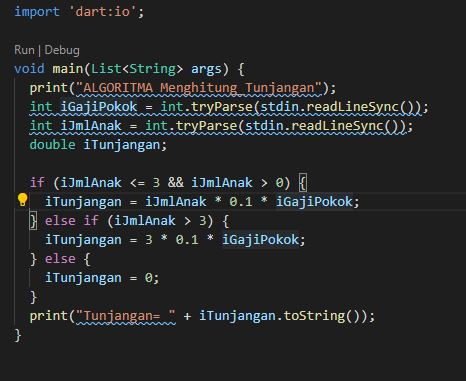 import 'dart:io';
Run | Debug
void main(List<String> args) {
print("ALGORITMA Menghitung Tunjangan");
int iGajiPokok = int.tryParse(stdin.readLineSync());
int iJmlAnak = int.tryParse(stdin.readLineSync());
double iTunjangan;
if (iJmlAnak <= 3 && iJmlAnak > 0) {
iTunjangan = iJmlAnak * 0.1 * iGajiPokok;
} else if (iJmlAnak > 3) {
iTunjangan = 3 * 0.1 * iGajiPokok;
} else {
iTunjangan = 0;
}
print("Tunjangan= " + iTunjangan.toString());
}